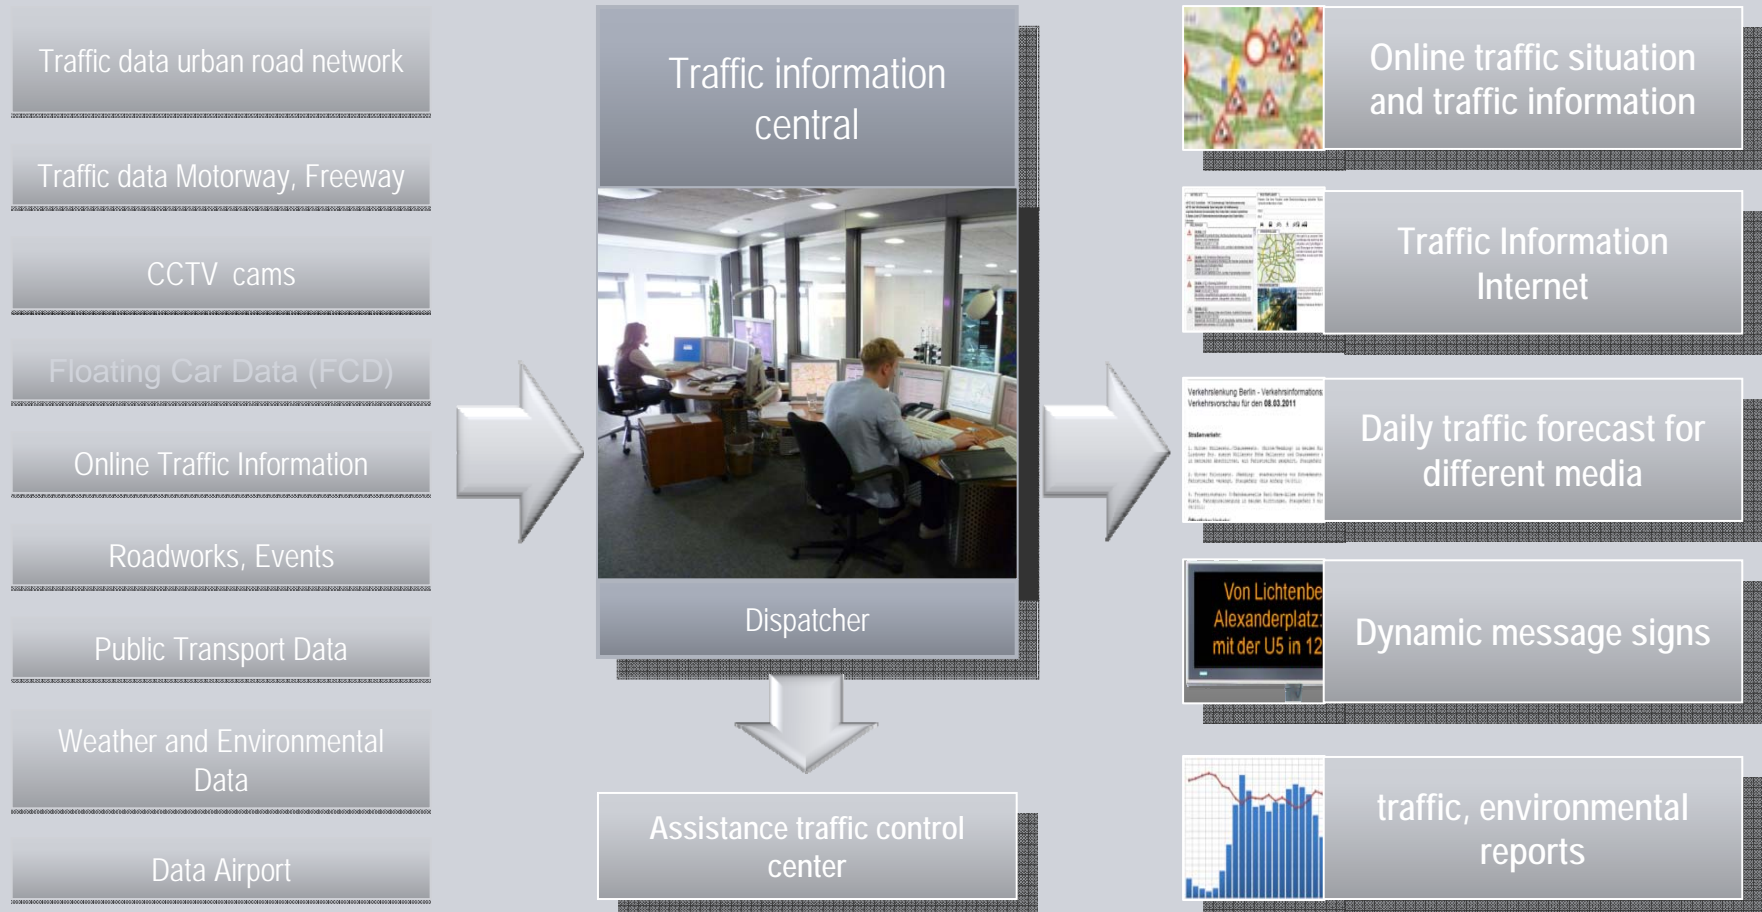 Traffic data urban road network
Traffic data Motorway, Freeway
CCTV cams
Floating Car Data (FCD)
Online Traffic Information
Roadworks, Events
Public Transport Data
Weather and Environmental
Data
Data Airport
Traffic information
central
Dispatcher
Assistance traffic control
center
Online traffic situation
and traffic information
Traffic Information
Internet
Verkehrslenkung Berlin - Verkehrsinformations
Verkehrsvorschau für den 08.03.2011
Straßenverkehr:
Daily traffic forecast for
different media
Von Lichtenbe
Alexanderplatz:
mit der U5 in 12
Dynamic message signs
traffic, environmental
reports